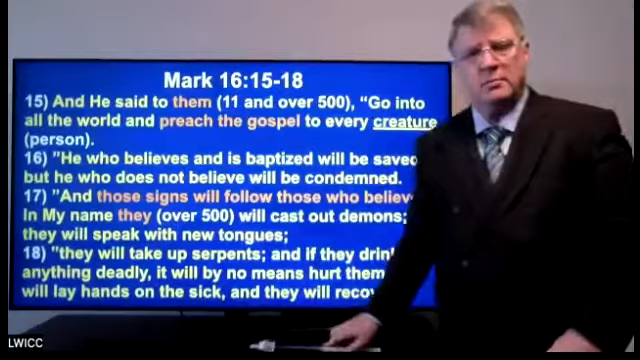 Mark 16:15-18
15) And He said to them (11 and over 500), “Go into
all the world and preach the gospel to every creature
(person).
16) "He who believes and is baptized will be saved
but he who does not believe will be condemned.
17) "And those signs will follow those who believ
In My name they (over 500) will cast out demons;
they will speak with new tongues;
18) "they will take up serpents; and if they drin
anything deadly, it will by no means hurt them
will lay hands on the sick, and they will reco
LWICC